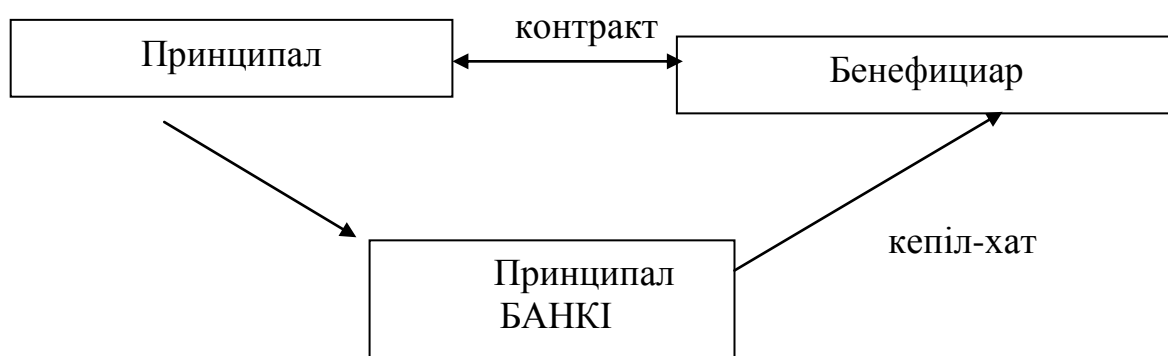 контракт
Принципал
Бенефициар
кепіл-хат
Принципал
БАНКІ